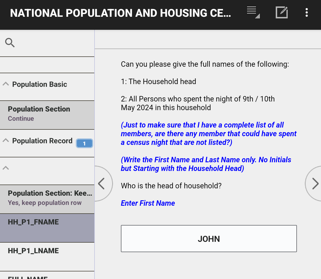 NATIONAL POPULATION AND HOUSING CE...
Population Basic
Population Section
Continue
Population Record
1
Population Section: Kee...
Yes, keep population row
HH_P1_FNAME
HH_P1_LNAME
FULL_NAME
Can you please give the full names of the following:
1: The Household head
2: All Persons who spent the night of 9th / 10th
May 2024 in this household
(Just to make sure that I have a complete list of all
members, are there any member that could have spent
a census night that are not listed?)
(Write the First Name and Last Name only. No Initials
but Starting with the Household Head)
Who is the head of household?
Enter First Name
JOHN